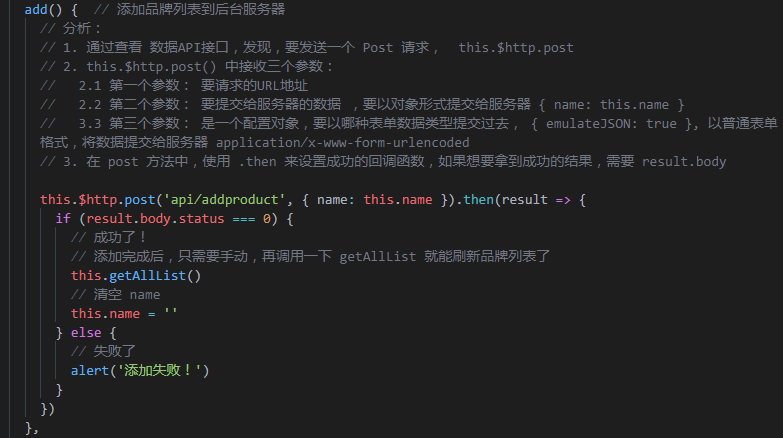 add() {  // 添加品牌列表到后台服务器
// 分析：
// 1. 通过查看 数据API接口，发现，要发送一个 Post 请求，  this.$http.post
// 2. this.$http.post() 中接收三个参数：
//   2.1 第一个参数： 要请求的URL地址
//   2.2 第二个参数： 要提交给服务器的数据 ，要以对象形式提交给服务器 { name: this.name }
//   3.3 第三个参数： 是一个配置对象，要以哪种表单数据类型提交过去， { emulateJSON: true }, 以普通表单
格式，将数据提交给服务器 application/x-www-form-urlencoded
// 3. 在 post 方法中，使用 .then 来设置成功的回调函数，如果想要拿到成功的结果，需要 result.body
this.$http.post('api/addproduct', { name: this.name }).then(result => {
if (result.body.status === 0) {
// 成功了！
// 添加完成后，只需要手动，再调用一下 getAllList 就能刷新品牌列表了
this.getAllList()
// 清空 name
this.name = ''
} else {
// 失败了
alert('添加失败！')
}
})
},